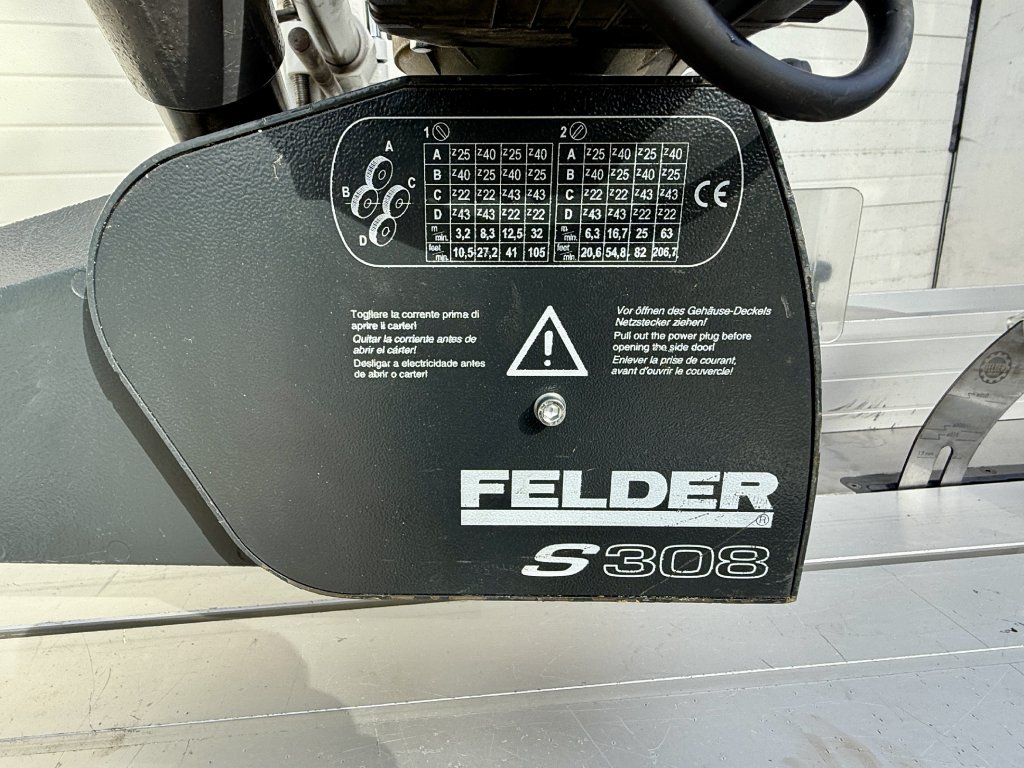 A
B
C
D
1
A z25 z40 z25 z40
B z40 z25 z40 z25
C z22 z22 z43 z43
D z43 z43 z22 z22
m min. 3,2 8,3 12,5 32
feet min. 10,5 27,2 41 105
2
A z25 z40 z25 z40
B z40 z25 z40 z25
C z22 z22 z43 z43
D z43 z43 z22 z22
m min. 6,3 16,7 25 63
feet min. 20,6 54,8 82 206,7
CE
Togliere la corrente prima di
aprire il carter!
Quitar la corriente antes de
abrir el cárter!
Desligar a electricidade antes
de abrir o carter!
!
Vor öffnen des Gehäuse-Deckels
Netzstecker ziehen!
Pull out the power plug before
opening the side door!
Enlever la prise de courant,
avant d'ouvrir le couvercle!
FELDER
®
S308